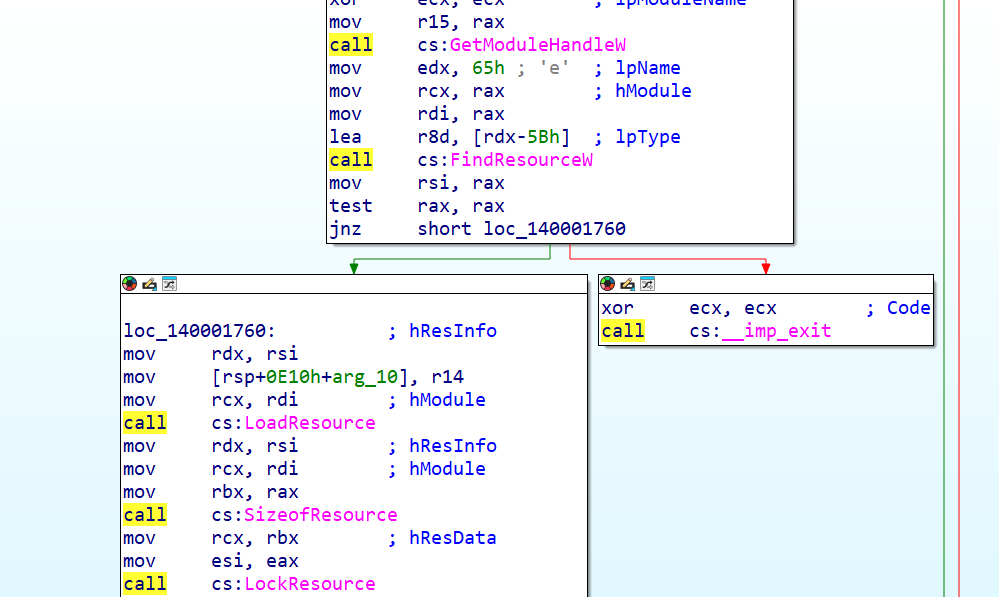 xor ecx, ecx ; lpModuleName
mov r15, rax
call cs:GetModuleHandleW
mov edx, 65h ; 'e' ; lpName
mov rcx, rax ; hModule
mov rdi, rax
lea r8d, [rdx-5Bh] ; lpType
call cs:FindResourceW
mov rsi, rax
test rax, rax
jnz short loc_140001760
loc_140001760: ; hResInfo
mov rdx, rsi
mov [rsp+0E10h+arg_10], r14
mov rcx, rdi ; hModule
call cs:LoadResource
mov rdx, rsi ; hResInfo
mov rcx, rdi ; hModule
mov rbx, rax
call cs:SizeofResource
mov rcx, rbx ; hResData
mov esi, eax
call cs:LockResource
xor ecx, ecx ; Code
call cs:__imp_exit